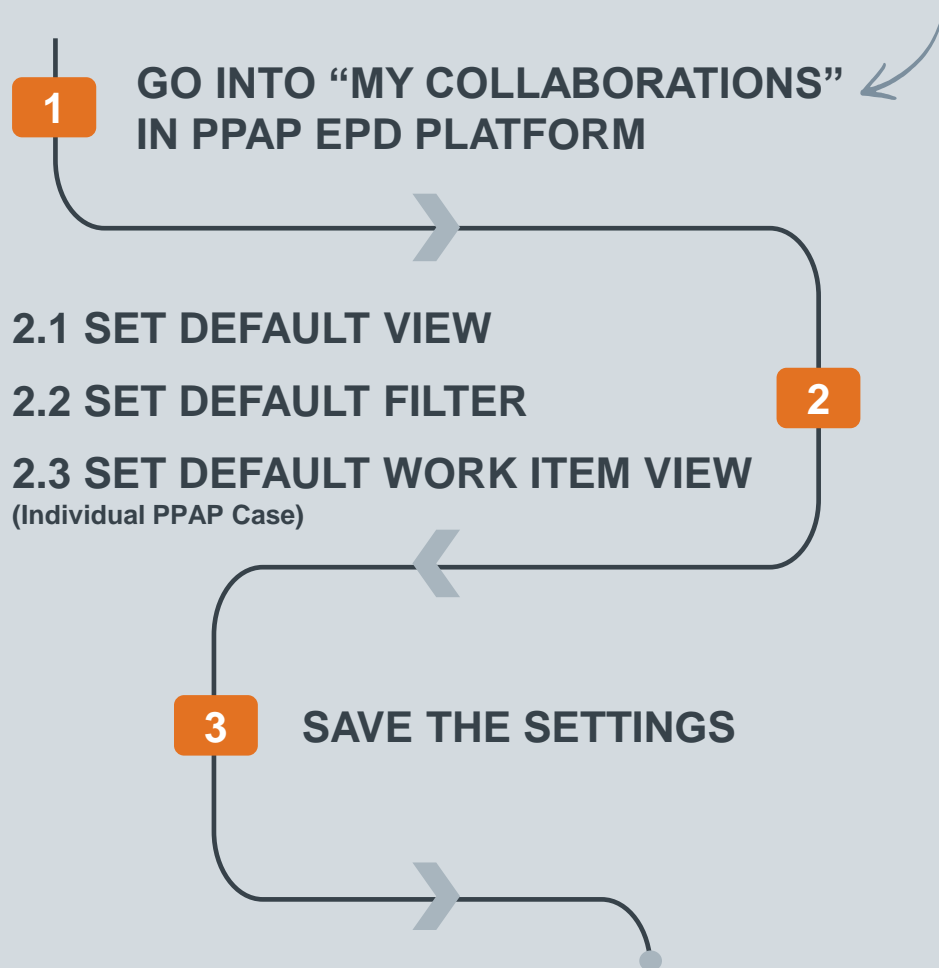 1
GO INTO “MY COLLABORATIONS”
IN PPAP EPD PLATFORM
2.1 SET DEFAULT VIEW
2.2 SET DEFAULT FILTER
2
2.3 SET DEFAULT WORK ITEM VIEW
(Individual PPAP Case)
3
SAVE THE SETTINGS